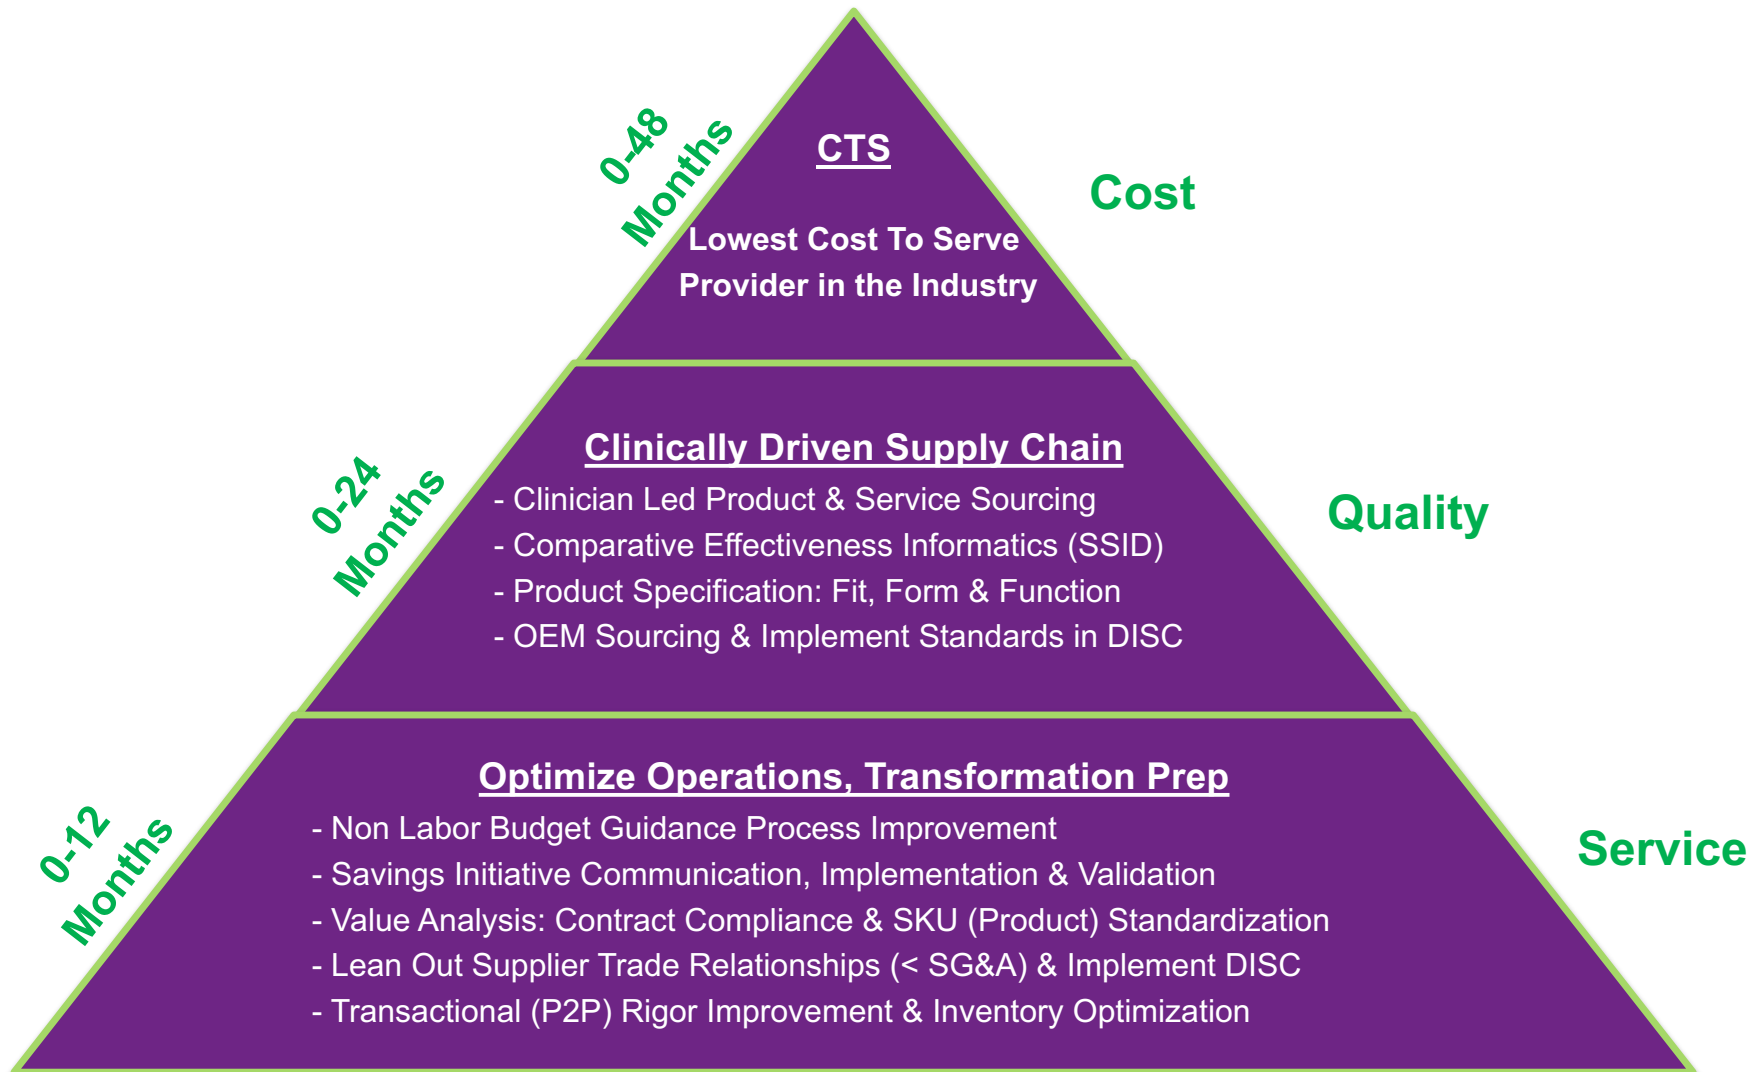 0-48
Months
CTS
Cost
Lowest Cost To Serve
Provider in the Industry
0-24
Months
Clinically Driven Supply Chain
- Clinician Led Product & Service Sourcing
- Comparative Effectiveness Informatics (SSID)
- Product Specification: Fit, Form & Function
- OEM Sourcing & Implement Standards in DISC
Quality
0-12
Months
Optimize Operations, Transformation Prep
- Non Labor Budget Guidance Process Improvement
- Savings Initiative Communication, Implementation & Validation
- Value Analysis: Contract Compliance & SKU (Product) Standardization
- Lean Out Supplier Trade Relationships (< SG&A) & Implement DISC
- Transactional (P2P) Rigor Improvement & Inventory Optimization
Service